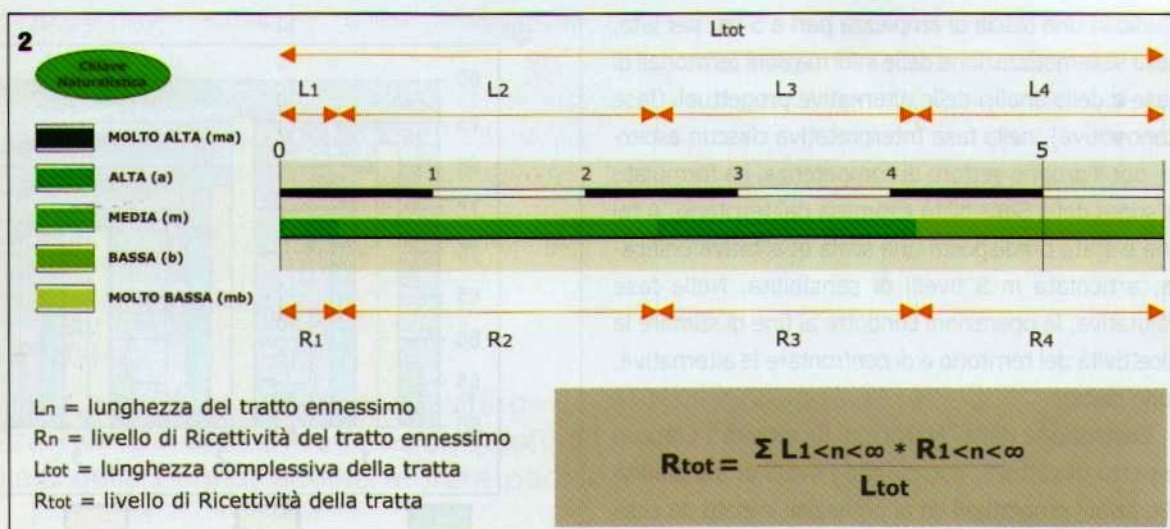 2
Ltot
Chiave
Naturalistica
L1 L2 L3 L4
MOLTO ALTA (ma)
ALTA (a)
MEDIA (m)
BASSA (b)
MOLTO BASSA (mb)
0 1 2 3 4 5
R1 R2 R3 R4
Ln = lunghezza del tratto ennesimo
Rn = livello di Ricettività del tratto ennesimo
Ltot = lunghezza complessiva della tratta
Rtot = livello di Ricettività della tratta
Rtot = Σ L1<n<∞ * R1<n<∞
Ltot